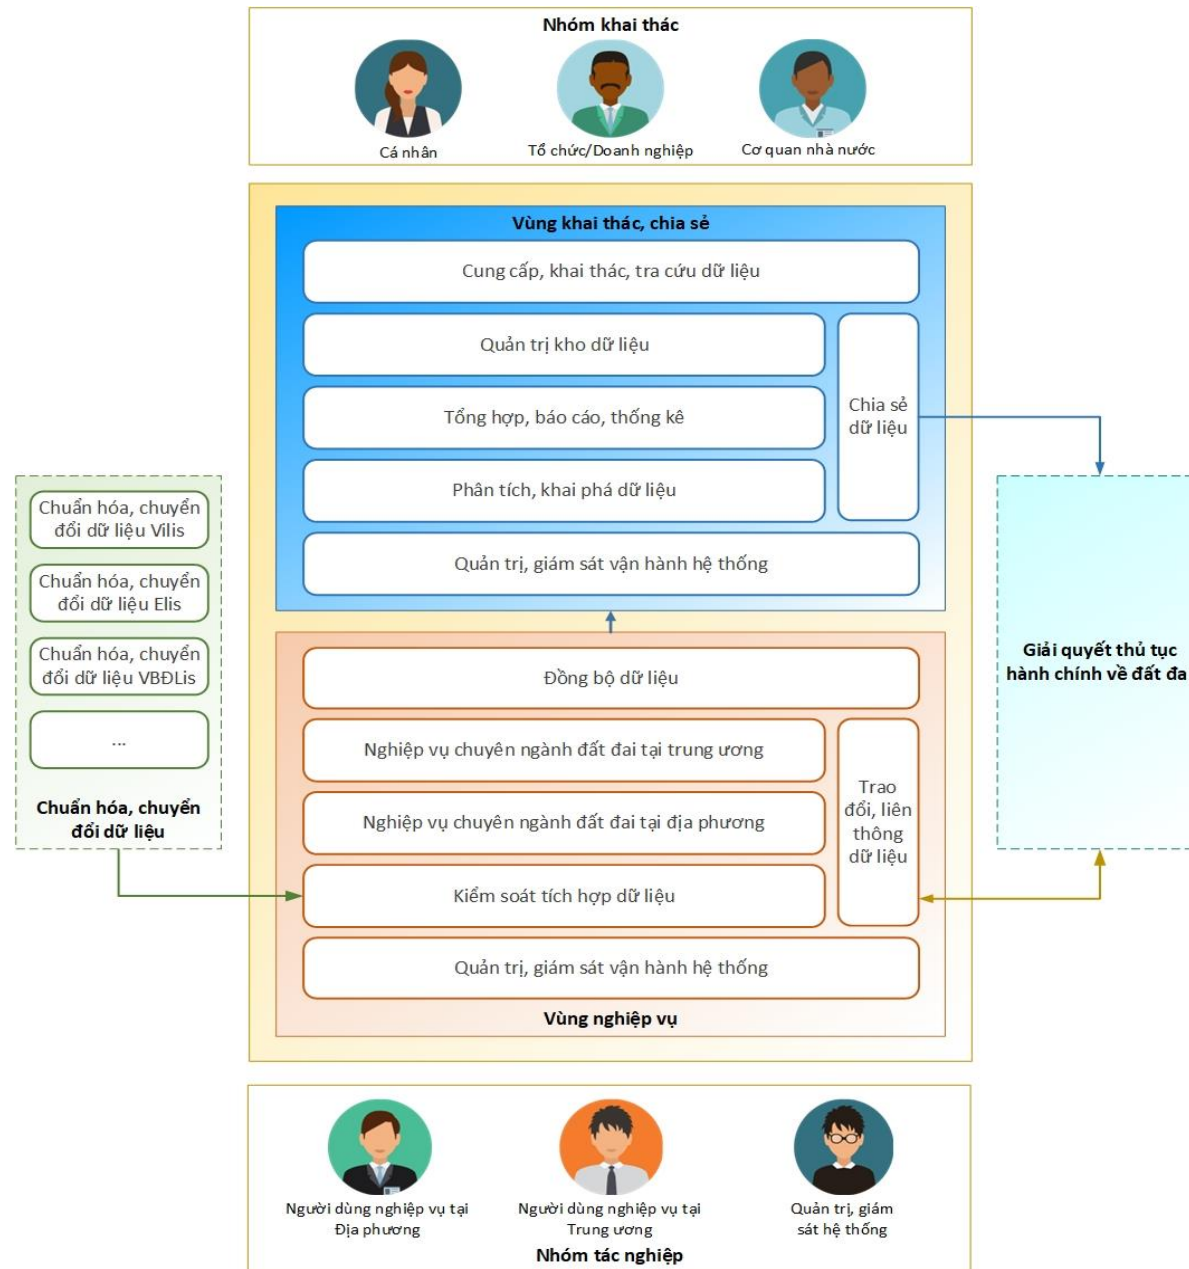 Nhóm khai thác
Cá nhân
Tổ chức/Doanh nghiệp
Cơ quan nhà nước
Vùng khai thác, chia sẻ
Cung cấp, khai thác, tra cứu dữ liệu
Quản trị kho dữ liệu
Tổng hợp, báo cáo, thống kê
Phân tích, khai phá dữ liệu
Chia sẻ
dữ liệu
Quản trị, giám sát vận hành hệ thống
Chuẩn hóa, chuyển
đổi dữ liệu Vilis
Chuẩn hóa, chuyển
đổi dữ liệu Elis
Chuẩn hóa, chuyển
đổi dữ liệu VBĐLis
...
Chuẩn hóa, chuyển
đổi dữ liệu
Đồng bộ dữ liệu
Nghiệp vụ chuyên ngành đất đai tại trung ương
Nghiệp vụ chuyên ngành đất đai tại địa phương
Kiểm soát tích hợp dữ liệu
Trao
đổi, liên
thông
dữ liệu
Quản trị, giám sát vận hành hệ thống
Vùng nghiệp vụ
Giải quyết thủ tục
hành chính về đất đa
Người dùng nghiệp vụ tại
Địa phương
Người dùng nghiệp vụ tại
Trung ương
Quản trị, giám
sát hệ thống
Nhóm tác nghiệp